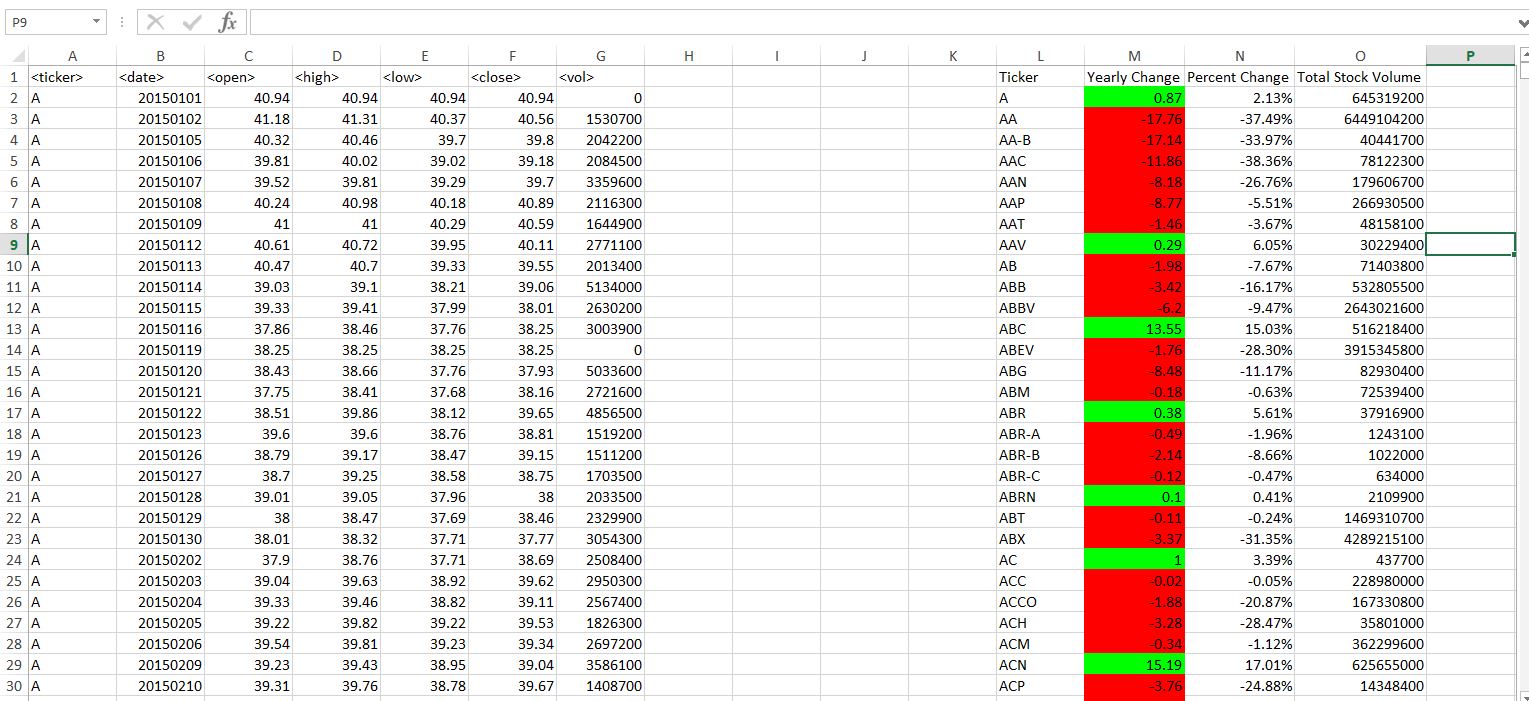 P9 fx
A B C D E F G H I J K L M N O P
1 <ticker> <date> <open> <high> <low> <close> <vol> Ticker Yearly Change Percent Change Total Stock Volume
2 A 20150101 40.94 40.94 40.94 40.94 0 A 0.87 2.13% 645319200
3 A 20150102 41.18 41.31 40.37 40.56 1530700 AA -17.76 -37.49% 6449104200
4 A 20150105 40.32 40.46 39.7 39.8 2042200 AA-B -17.14 -33.97% 40441700
5 A 20150106 39.81 40.02 39.02 39.18 2084500 AAC -11.86 -38.36% 78122300
6 A 20150107 39.52 39.81 39.29 39.7 3359600 AAN -8.18 -26.76% 179606700
7 A 20150108 40.24 40.98 40.18 40.89 2116300 AAP -8.77 -5.51% 266930500
8 A 20150109 41 41 40.29 40.59 1644900 AAT -1.46 -3.67% 48158100
9 A 20150112 40.61 40.72 39.95 40.11 2771100 AAV 0.29 6.05% 30229400
10 A 20150113 40.47 40.7 39.33 39.55 2013400 AB -1.98 -7.67% 71403800
11 A 20150114 39.03 39.1 38.21 39.06 5134000 ABB -3.42 -16.17% 532805500
12 A 20150115 39.33 39.41 37.99 38.01 2630200 ABBV -6.2 -9.47% 2643021600
13 A 20150116 37.86 38.46 37.76 38.25 3003900 ABC 13.55 15.03% 516218400
14 A 20150119 38.25 38.25 38.25 38.25 0 ABEV -1.76 -28.30% 3915345800
15 A 20150120 38.43 38.66 37.76 37.93 5033600 ABG -8.48 -11.17% 82930400
16 A 20150121 37.75 38.41 37.68 38.16 2721600 ABM -0.18 -0.63% 72539400
17 A 20150122 38.51 39.86 38.12 39.65 4856500 ABR 0.38 5.61% 37916900
18 A 20150123 39.6 39.6 38.76 38.81 1519200 ABR-A -0.49 -1.96% 1243100
19 A 20150126 38.79 39.17 38.47 39.15 1511200 ABR-B -2.14 -8.66% 1022000
20 A 20150127 38.7 39.25 38.58 38.75 1703500 ABR-C -0.12 -0.47% 634000
21 A 20150128 39.01 39.05 37.96 38 2033500 ABRN 0.1 0.41% 2109900
22 A 20150129 38 38.47 37.69 38.46 2329900 ABT -0.11 -0.24% 1469310700
23 A 20150130 38.01 38.32 37.71 37.77 3054300 ABX -3.37 -31.35% 4289215100
24 A 20150202 37.9 38.76 37.71 38.69 2508400 AC 1 3.39% 437700
25 A 20150203 39.04 39.63 38.92 39.62 2950300 ACC -0.02 -0.05% 228980000
26 A 20150204 39.33 39.46 38.82 39.11 2567400 ACCO -1.88 -20.87% 167330800
27 A 20150205 39.22 39.82 39.22 39.53 1826300 ACH -3.28 -28.47% 35801000
28 A 20150206 39.54 39.81 39.23 39.34 2697200 ACM -0.34 -1.12% 362299600
29 A 20150209 39.23 39.43 38.95 39.04 3586100 ACN 15.19 17.01% 625655000
30 A 20150210 39.31 39.76 38.78 39.67 1408700 ACP -3.76 -24.88% 14348400